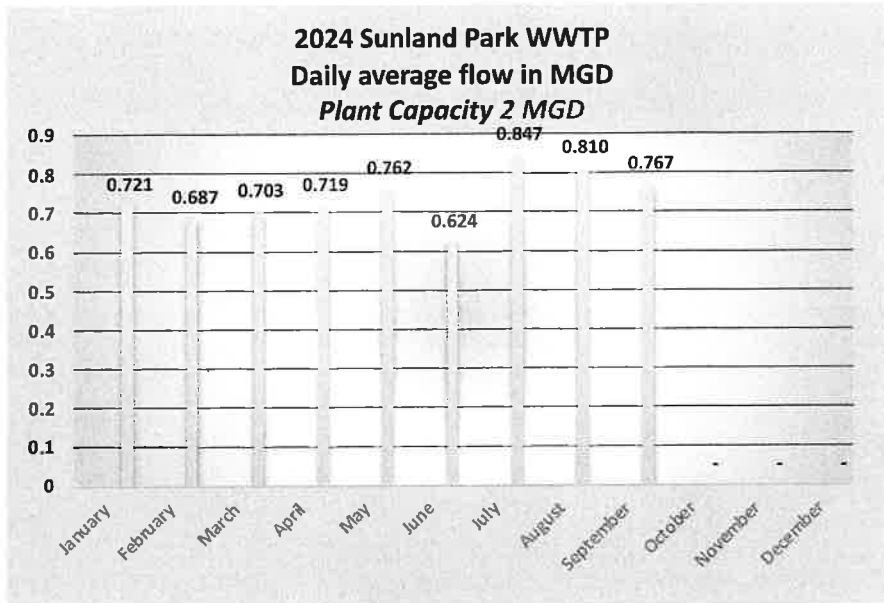 2024 Sunland Park WWTP
Daily average flow in MGD
Plant Capacity 2 MGD
0.9
0.8
0.7
0.6
0.5
0.4
0.3
0.2
0.1
0
0.721
0.687
0.703
0.719
0.762
0.624
0.847
0.810
0.767
-
-
-
January
February
March
April
May
June
July
August
September
October
November
December